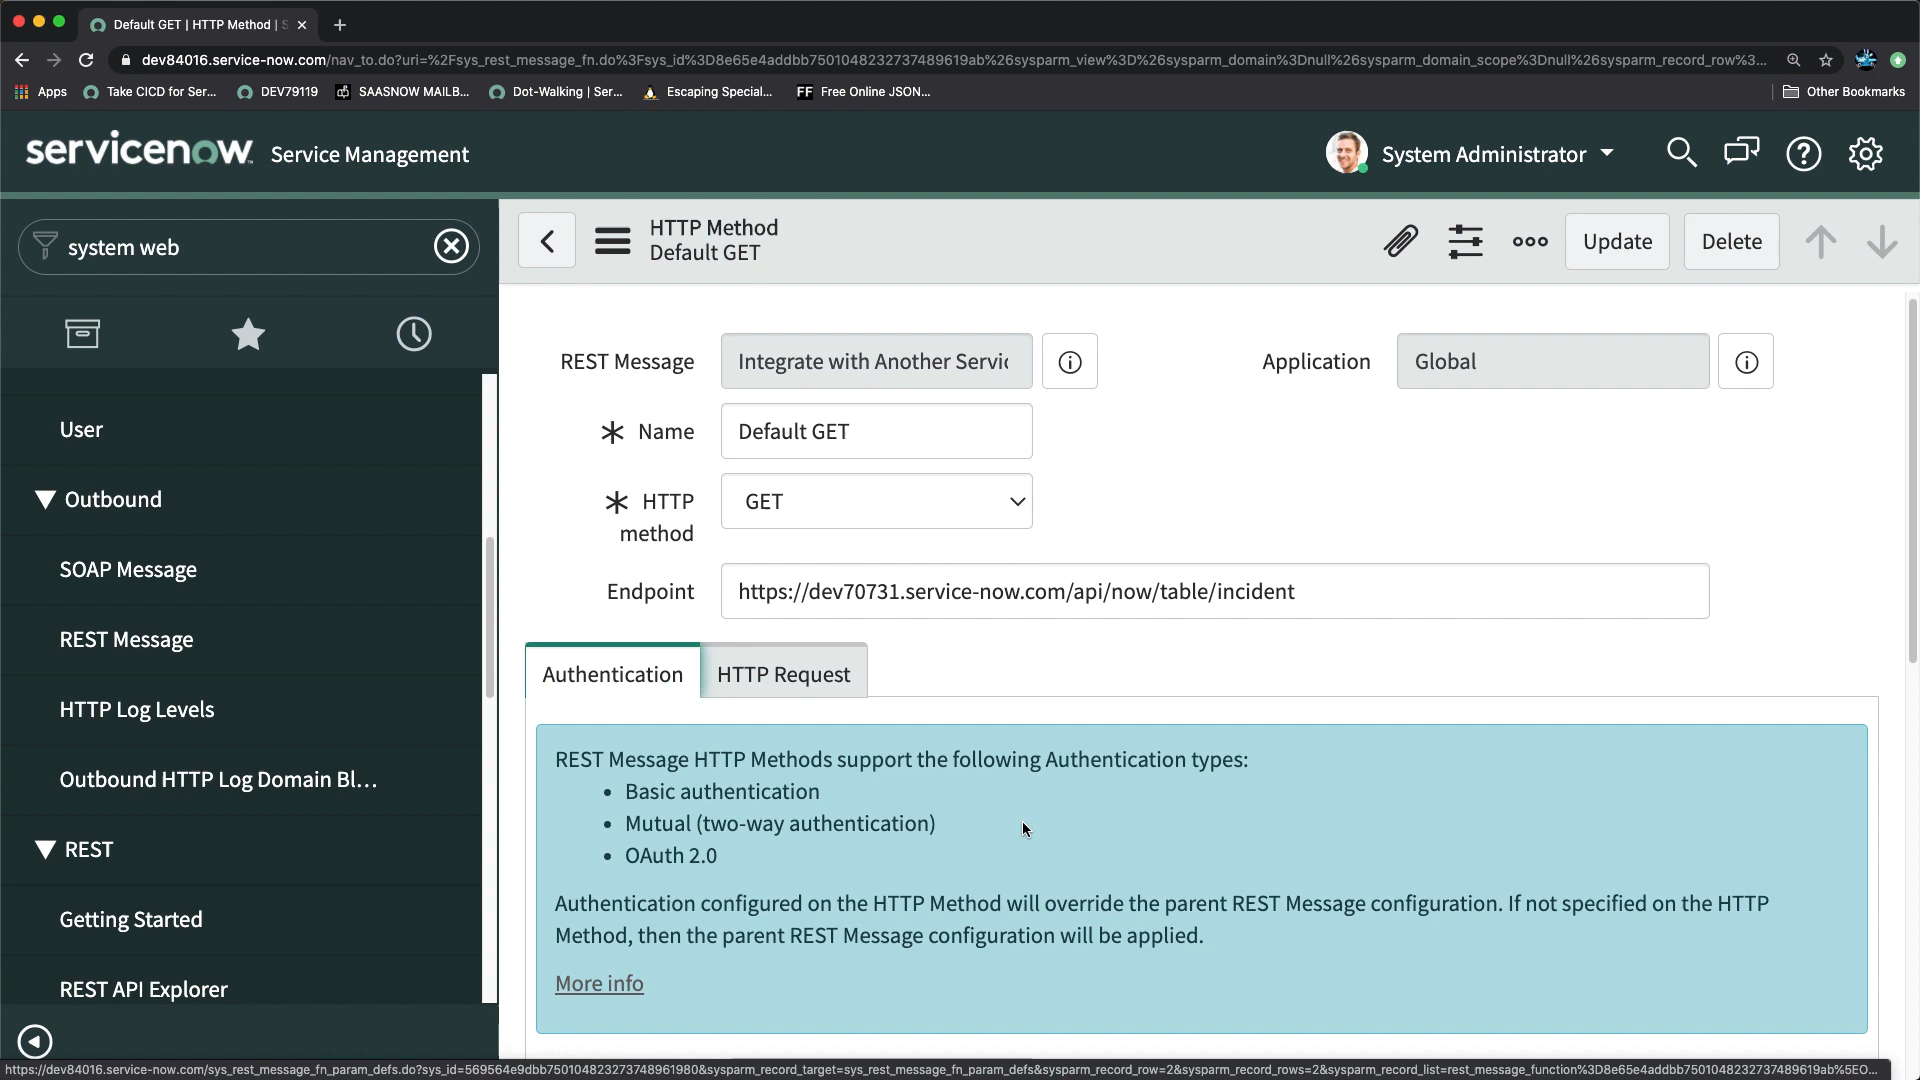 Default GET | HTTP Method | S
dev84016.service-now.com/nav_to.do?uri=%2Fsys_rest_message_fn.do%3Fsys_id%3D8e65e4addbb7501048232737489619ab%26sysparm_view%3D%26sysparm_domain%3Dnull%26sysparm_domain_scope%3Dnull%26sysparm_record_row%3...
Apps
Take CICD for Ser...
DEV79119
SAASNOW MAILB...
Dot-Walking | Ser...
Escaping Special...
FF Free Online JSON...
Other Bookmarks
servicenow Service Management
System Administrator
system web
HTTP Method
Default GET
Update
Delete
User
Outbound
SOAP Message
REST Message
HTTP Log Levels
Outbound HTTP Log Domain Bl...
REST
Getting Started
REST API Explorer
REST Message Integrate with Another Servic
Application Global
* Name Default GET
* HTTP
method
GET
Endpoint https://dev70731.service-now.com/api/now/table/incident
Authentication
HTTP Request
REST Message HTTP Methods support the following Authentication types:
• Basic authentication
• Mutual (two-way authentication)
• OAuth 2.0
Authentication configured on the HTTP Method will override the parent REST Message configuration. If not specified on the HTTP
Method, then the parent REST Message configuration will be applied.
More info
https://dev84016.service-now.com/sys_rest_message_fn_param_defs.do?sys_id=569564e9dbb750104823273748961980&sysparm_record_target=sys_rest_message_fn_param_defs&sysparm_record_row=2&sysparm_record_rows=2&sysparm_record_list=rest_message_function%3D8e65e4addbb7501048232737489619ab%5EO...